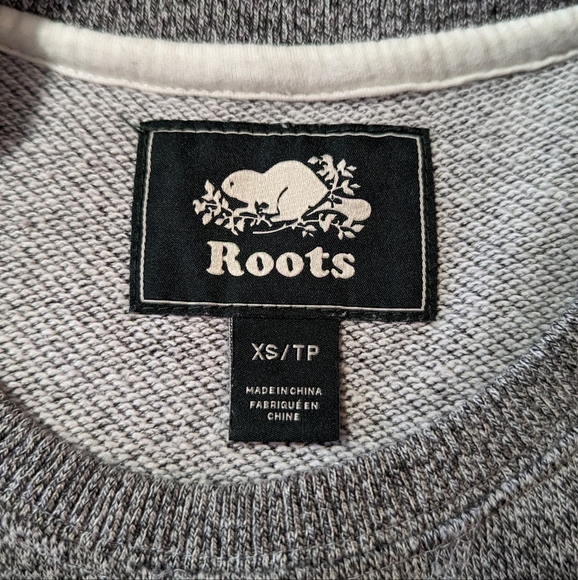 Roots
XS/TP
MADE IN CHINA
FABRIQUÉ EN
CHINE